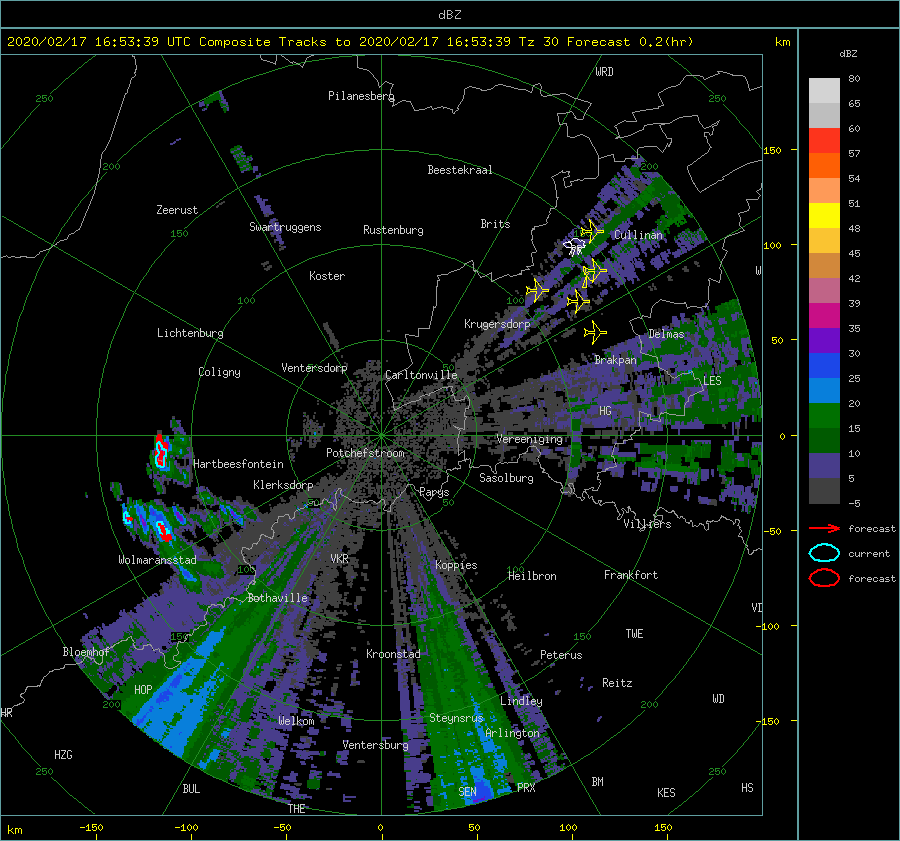 dBZ
2020/02/17 16:53:39 UTC Composite Tracks to 2020/02/17 16:53:39 Tz 30 Forecast 0.2(hr)
km
dBZ
WRD
80
250
Pilanesberg
250
65
60
150
57
200
Beestekraal
200
54
Zeerust
51
150
Swartruggens
Rustenburg
Brits
Cullinan
48
100
45
Koster
W
42
100
100
39
Lichtenburg
Krugersdorp
Delmas
35
50
30
Coligny
Ventersdorp
Carltonville
Brakpan
LES
25
HG
20
0
Vereeniging
15
Potchefstroom
10
Hartbeesfontein
Klerksdorp
Parys
Sasolburg
5
50
50
-5
Villiers
-50
forecast
Wolmaransstad
VKR
Koppies
current
100
100
Heilbron
Frankfort
forecast
Bothaville
VI
-100
150
150
TWE
Bloemhof
Kroonstad
Peterus
HOP
Reitz
200
Lindley
200
WD
HR
Welkom
Steynsrus
-150
Arlington
HZG
Ventersburg
250
250
BUL
SEN
PRX
BM
KES
HS
THE
km
-150
-100
-50
0
50
100
150